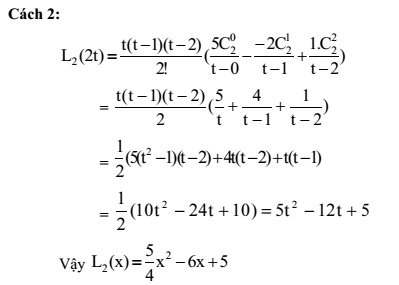 Cách 2:
L₂(2t) = t(t−1)(t−2)/2! (5C₂⁰/(t−0) − −2C₂¹/(t−1) + 1.C₂²/(t−2))
= t(t−1)(t−2)/2 (5/t + 4/(t−1) + 1/(t−2))
= 1/2 (5(t²−1)(t−2)+4t(t−2)+t(t−1)
= 1/2 (10t² − 24t + 10) = 5t² − 12t + 5
Vậy L₂(x) = 5/4 x² − 6x + 5